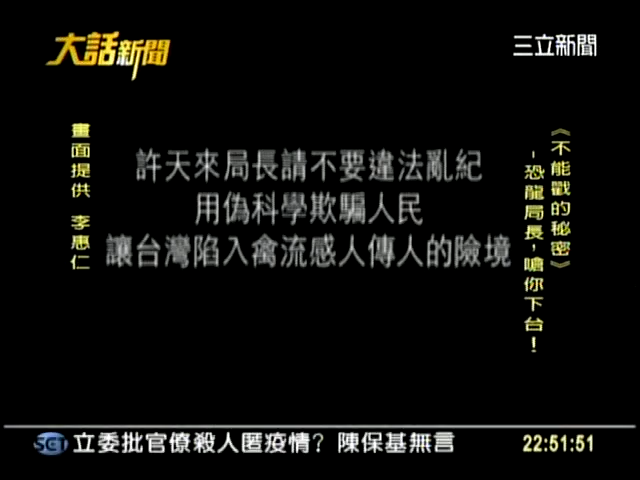 大話新聞
三立新聞
畫面提供 李惠仁
許天來局長請不要違法亂紀
用偽科學欺騙人民
讓台灣陷入禽流感人傳人的險境
《不能戳的秘密》
-恐龍局長，嗆你下台！
SET 立委批官僚殺人匿疫情? 陳保基無言
22:51:51